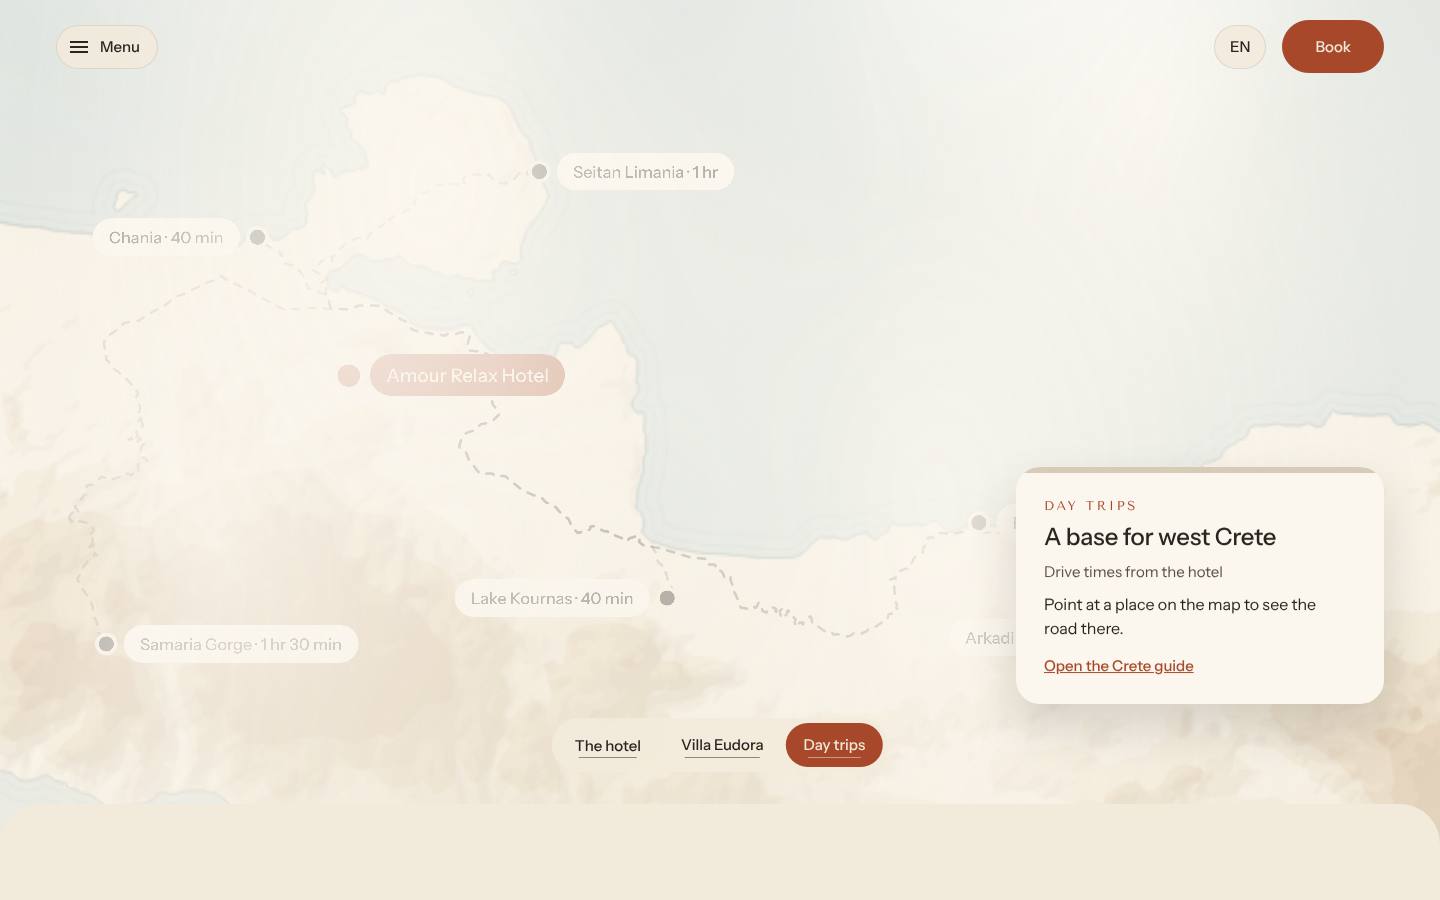 Menu
EN
Book
Seitan Limania · 1 hr
Chania · 40 min
Amour Relax Hotel
DAY TRIPS
A base for west Crete
Drive times from the hotel
Point at a place on the map to see the
road there.
Open the Crete guide
Lake Kournas · 40 min
Samaria Gorge · 1 hr 30 min
Arkadi
The hotel
Villa Eudora
Day trips